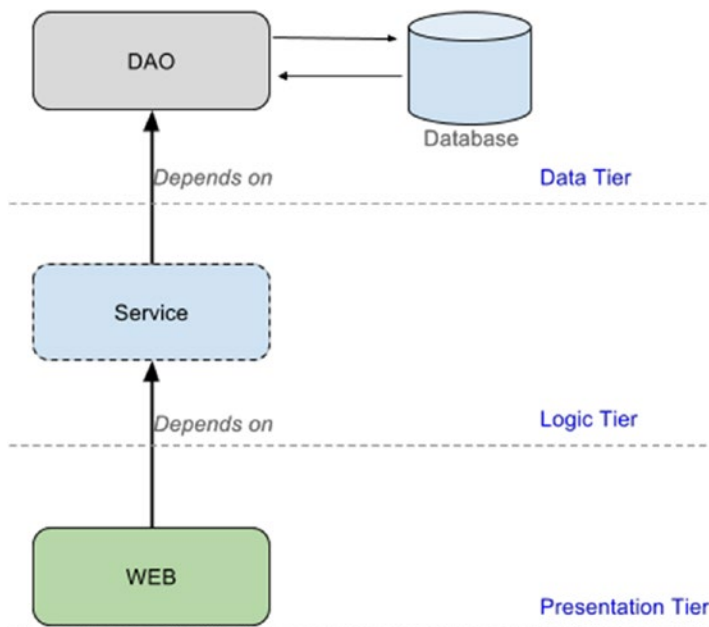 DAO
Database
Depends on
Data Tier
Service
Depends on
Logic Tier
WEB
Presentation Tier